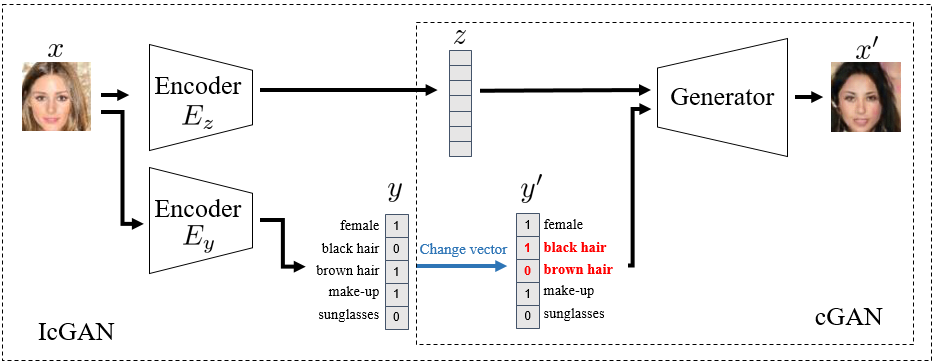 x
Encoder
E_z
z
Generator
x′
Encoder
E_y
y
female 1
black hair 0
brown hair 1
make-up 1
sunglasses 0
Change vector
y′
1 female
1 black hair
0 brown hair
1 make-up
0 sunglasses
IcGAN
cGAN